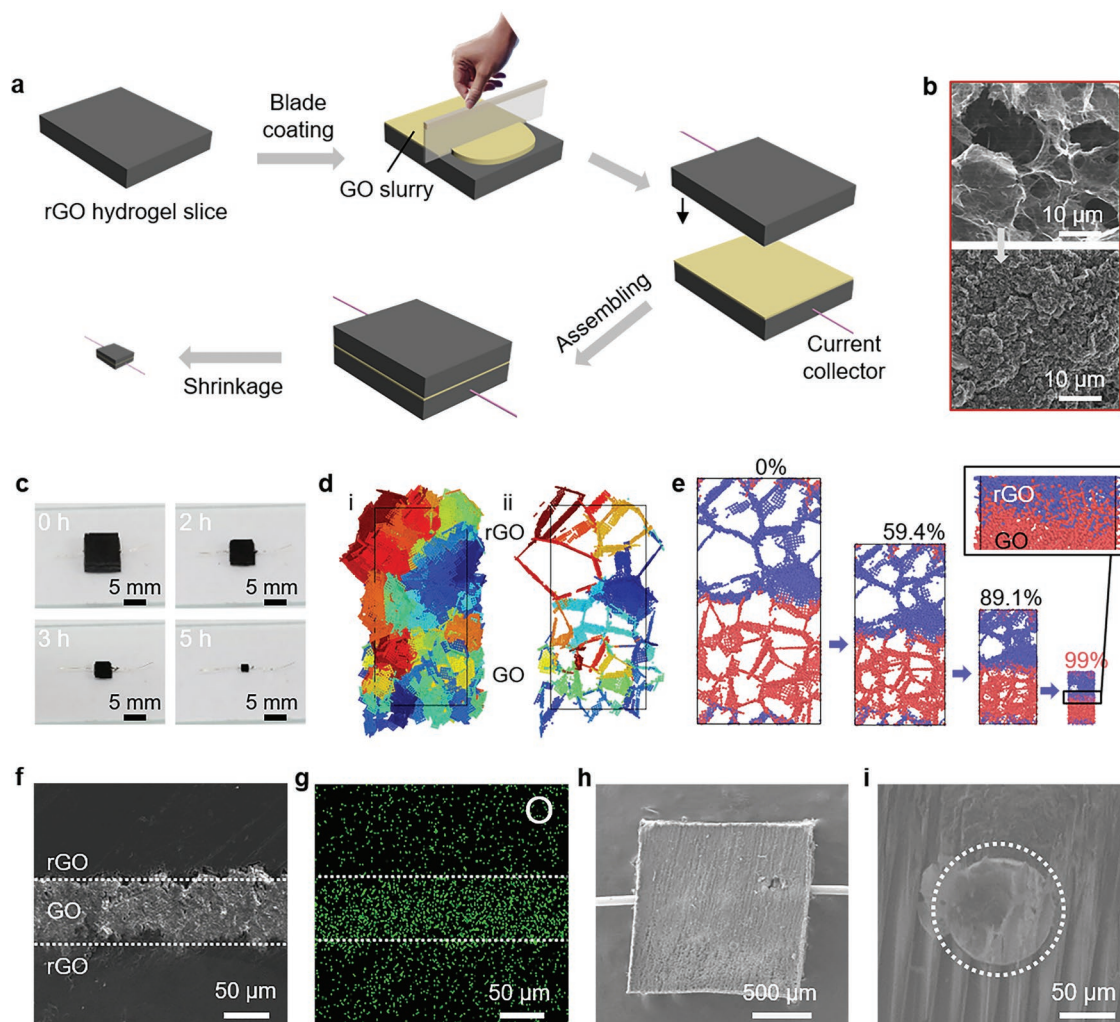 a
Blade
coating
GO slurry
rGO hydrogel slice
Assembling
Current
collector
Shrinkage
b
10 µm
10 µm
c
0 h
5 mm
2 h
5 mm
3 h
5 mm
5 h
5 mm
d
i
ii
rGO
GO
e
0%
59.4%
89.1%
99%
rGO
GO
f
rGO
GO
rGO
50 µm
g
O
50 µm
h
500 µm
i
50 µm